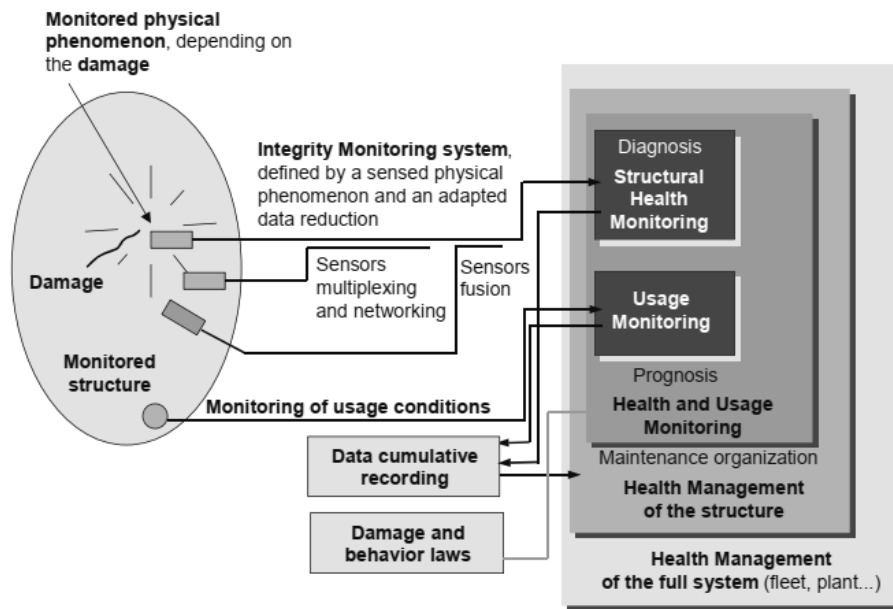 Monitored physical
phenomenon, depending on
the damage
Integrity Monitoring system,
defined by a sensed physical
phenomenon and an adapted
data reduction
Damage
Sensors
multiplexing
and networking
Sensors
fusion
Monitored
structure
Monitoring of usage conditions
Data cumulative
recording
Damage and
behavior laws
Diagnosis
Structural
Health
Monitoring
Usage
Monitoring
Prognosis
Health and Usage
Monitoring
Maintenance organization
Health Management
of the structure
Health Management
of the full system (fleet, plant...)